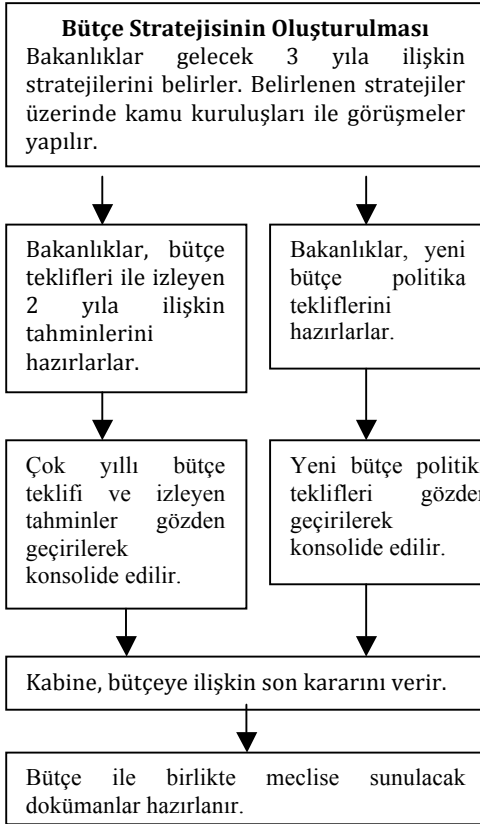 Bütçe Stratejisinin Oluşturulması
Bakanlıklar gelecek 3 yıla ilişkin
stratejilerini belirler. Belirlenen stratejiler
üzerinde kamu kuruluşları ile görüşmeler
yapılır.
Bakanlıklar, bütçe
teklifleri ile izleyen
2 yıla ilişkin
tahminlerini
hazırlarlar.
Bakanlıklar, yeni
bütçe politika
tekliflerini
hazırlarlar.
Çok yıllı bütçe
teklifi ve izleyen
tahminler gözden
geçirilerek
konsolide edilir.
Yeni bütçe politika
teklifleri gözden
geçirilerek
konsolide edilir.
Kabine, bütçeye ilişkin son kararını verir.
Bütçe ile birlikte meclise sunulacak
dokümanlar hazırlanır.